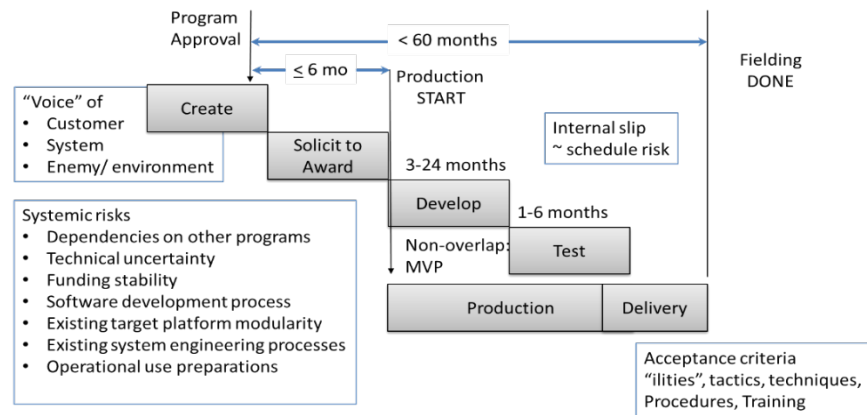 Program
Approval
< 60 months
Fielding
DONE
≤ 6 mo
Production
START
"Voice" of
• Customer
• System
• Enemy/ environment
Create
Solicit to
Award
Internal slip
~ schedule risk
3-24 months
Develop
1-6 months
Test
Non-overlap:
MVP
Production
Delivery
Systemic risks
• Dependencies on other programs
• Technical uncertainty
• Funding stability
• Software development process
• Existing target platform modularity
• Existing system engineering processes
• Operational use preparations
Acceptance criteria
"ilities", tactics, techniques,
Procedures, Training